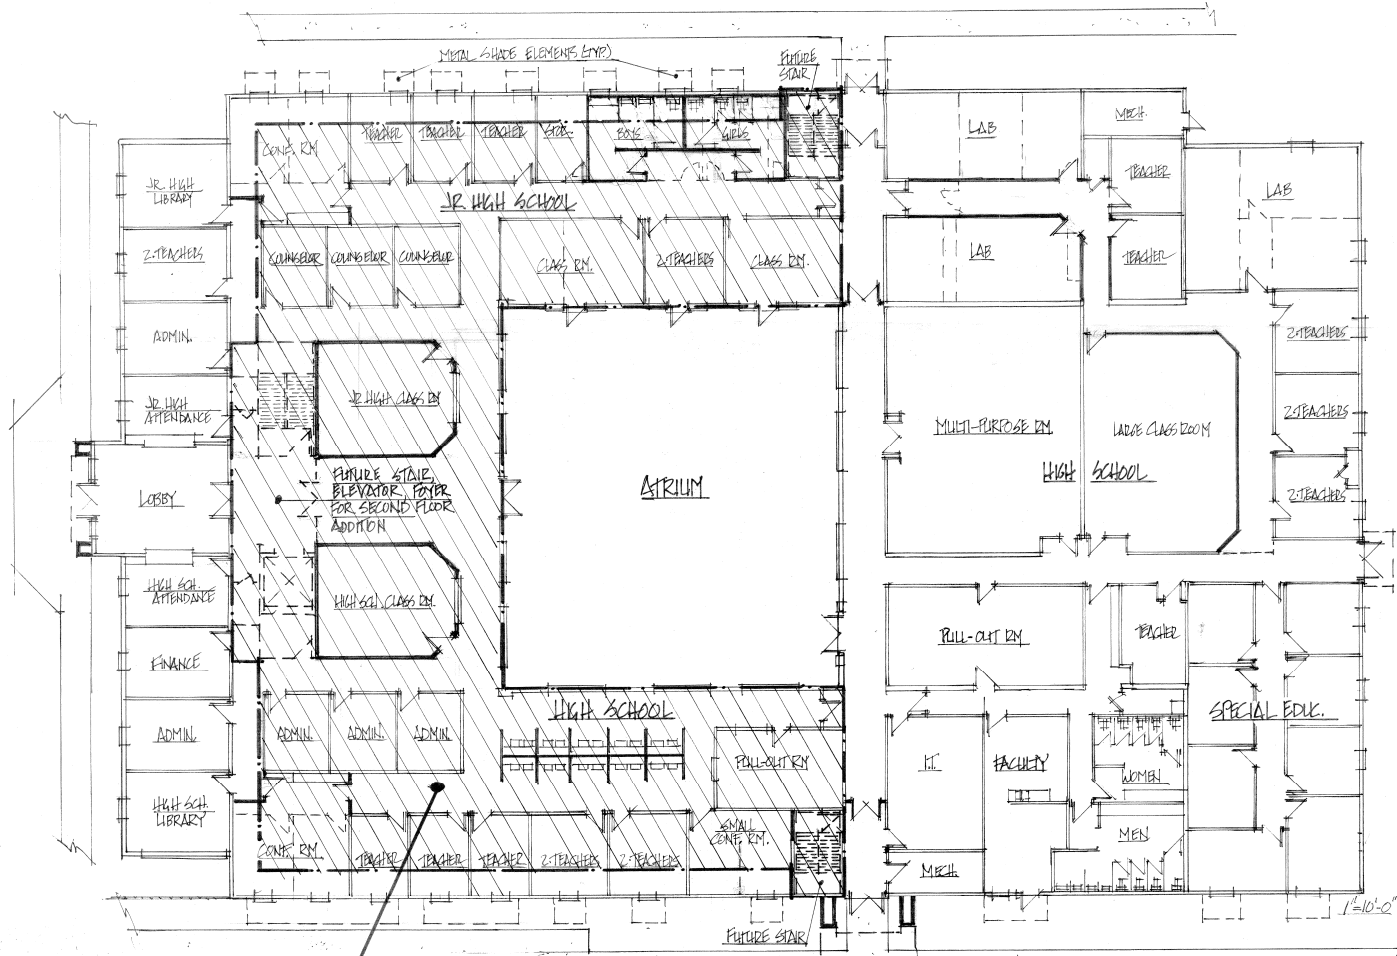 METAL SHADE ELEMENTS (TYP.)
FUTURE
STAIR
CONF. RM
TEACHER
TEACHER
TEACHER
STOR.
BOYS
GIRLS
LAB
MECH.
TEACHER
LAB
JR. HIGH
LIBRARY
JR. HIGH SCHOOL
2-TEACHERS
COUNSELOR
COUNSELOR
COUNSELOR
CLASS RM.
2-TEACHERS
CLASS RM.
LAB
TEACHER
ADMIN.
2-TEACHERS
JR. HIGH
ATTENDANCE
JR. HIGH CLASS RM
2-TEACHERS
MULTI-PURPOSE RM.
LARGE CLASS ROOM
HIGH SCHOOL
LOBBY
FUTURE STAIR,
ELEVATOR, FOYER
FOR SECOND FLOOR
ADDITION
ATRIUM
2-TEACHERS
HIGH SCH.
ATTENDANCE
HIGH SCH. CLASS RM.
PULL-OUT RM
TEACHER
FINANCE
HIGH SCHOOL
SPECIAL EDUC.
ADMIN.
ADMIN.
ADMIN.
ADMIN.
PULL-OUT RM
I.T.
FACULTY
WOMEN
HIGH SCH.
LIBRARY
CONF. RM
TEACHER
TEACHER
TEACHER
2-TEACHERS
2-TEACHERS
SMALL
CONF. RM.
MEN
MECH.
FUTURE STAIR
1"=10'-0"